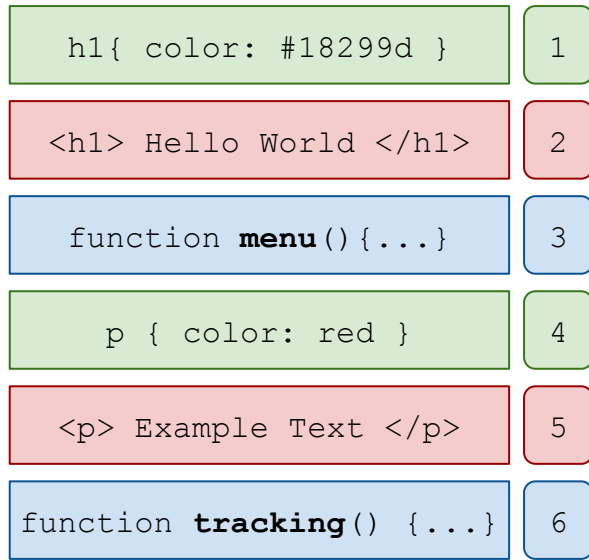 h1{ color: #18299d } 1
<h1> Hello World </h1> 2
function menu(){...} 3
p { color: red } 4
<p> Example Text </p> 5
function tracking() {...} 6